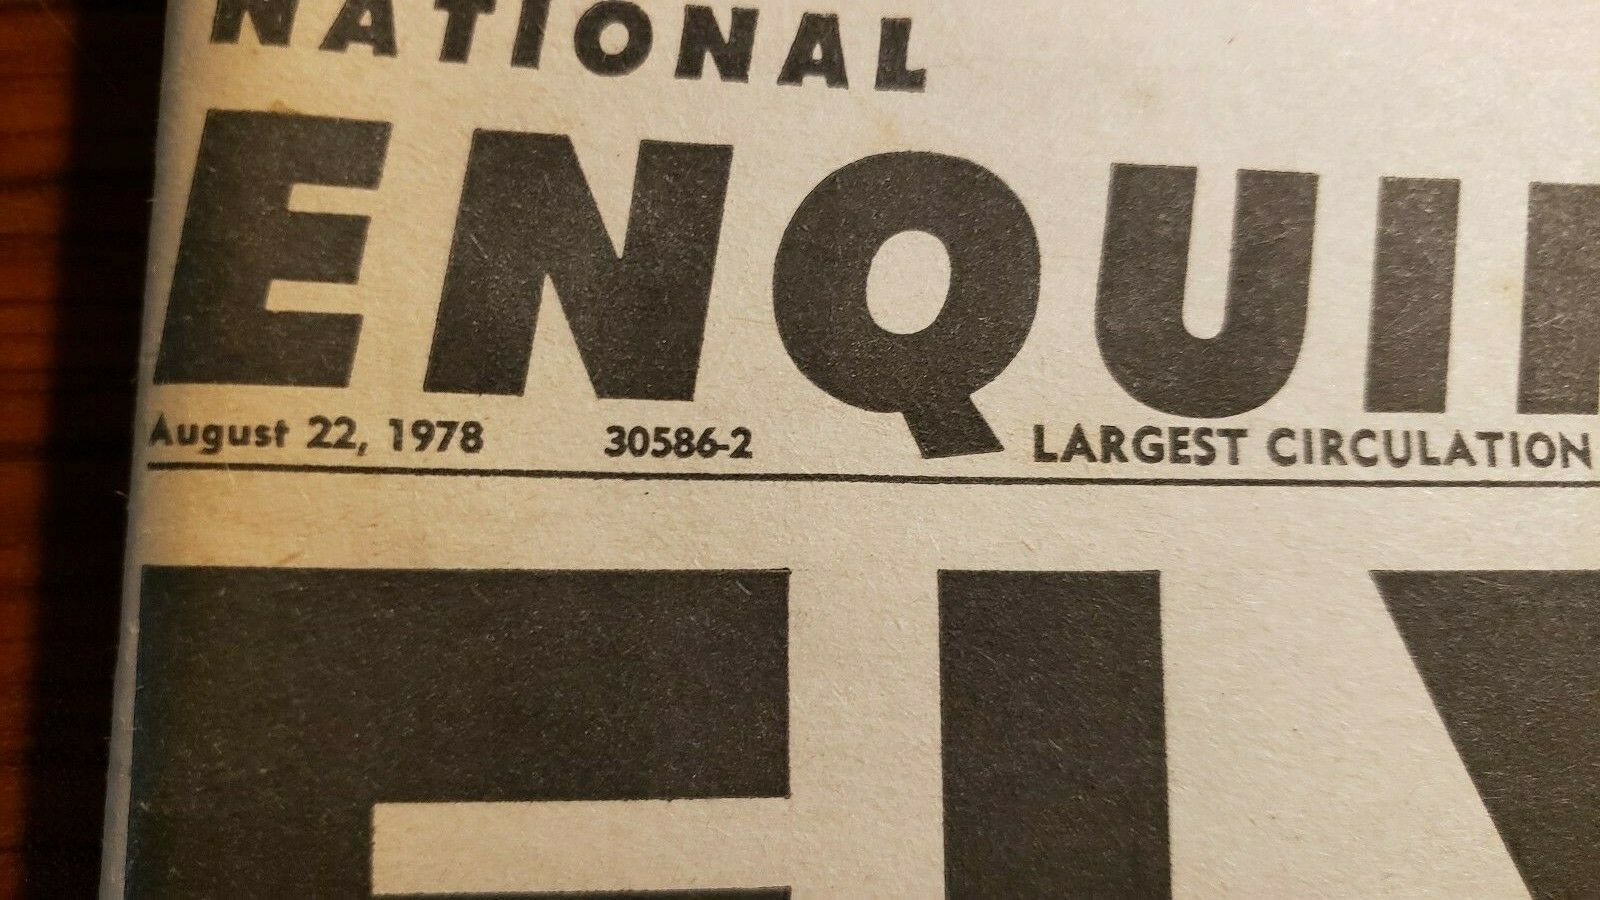 NATIONAL
ENQUI
August 22, 1978 30586-2 LARGEST CIRCULATION